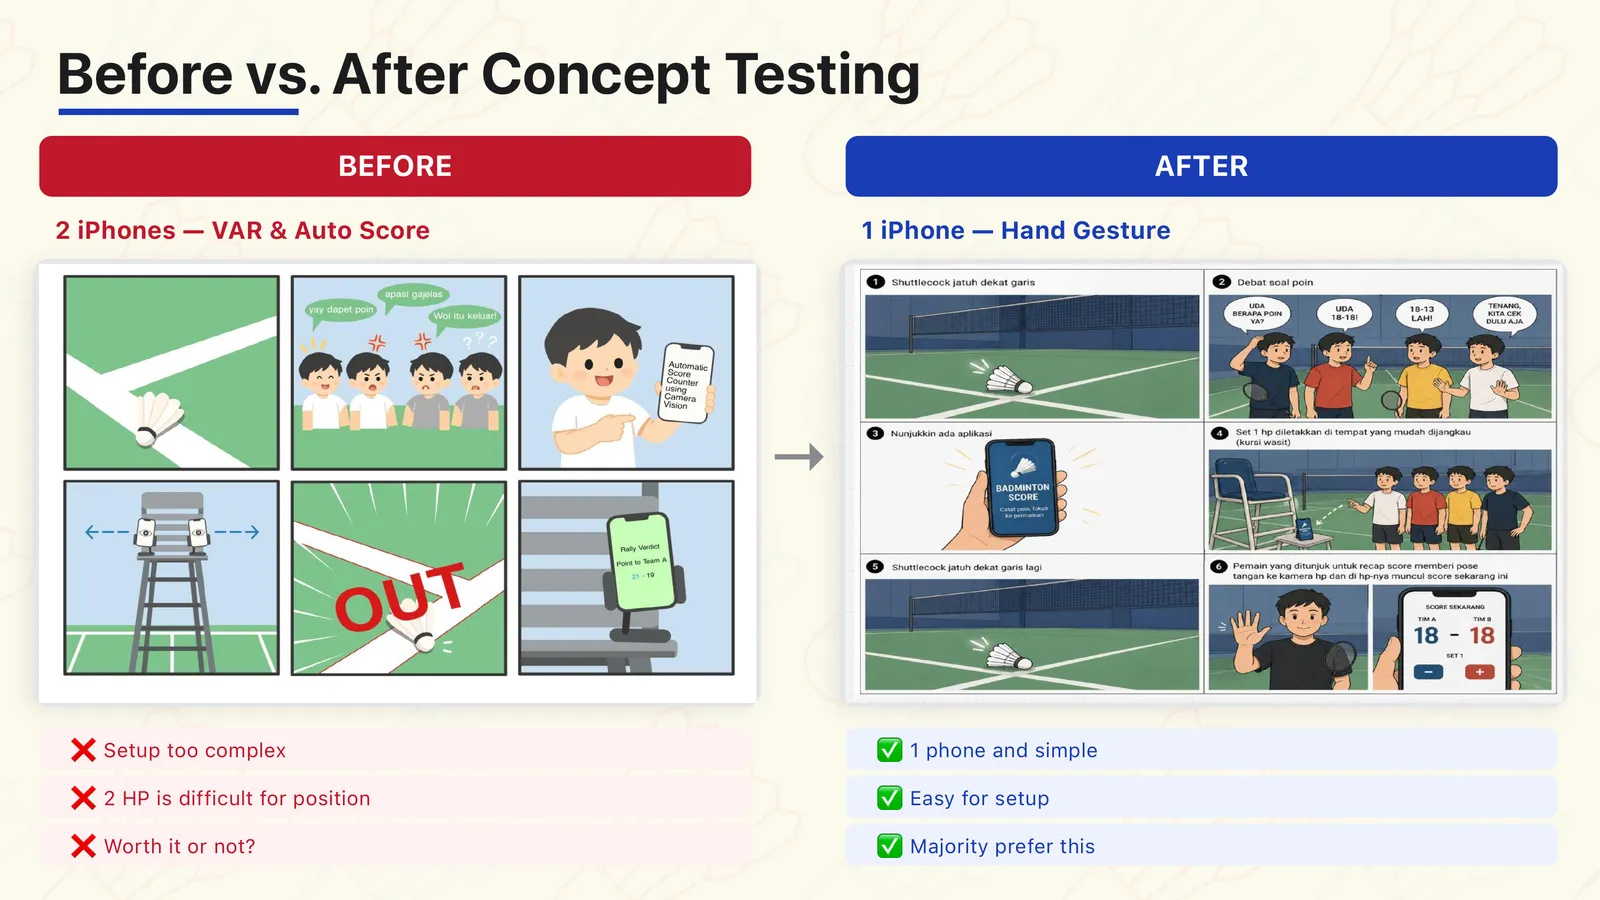 Before vs. After Concept Testing
BEFORE
2 iPhones — VAR & Auto Score
yay dapet poin
apasi gajelas
Woi itu keluar!
? ? ?
Automatic
Score
Counter
using
Camera
Vision
OUT
Rally Verdict
Point to Team A
21 - 19
❌ Setup too complex
❌ 2 HP is difficult for position
❌ Worth it or not?
AFTER
1 iPhone — Hand Gesture
1 Shuttlecock jatuh dekat garis
2 Debat soal poin
UDA
BERAPA POIN
YA?
UDA
18-18!
18-13
LAH!
TENANG,
KITA CEK
DULU AJA
3 Nunjukkin ada aplikasi
BADMINTON
SCORE
Catat poin, fokus
ke permainan
4 Set 1 hp diletakkan di tempat yang mudah dijangkau
(kursi wasit)
5 Shuttlecock jatuh dekat garis lagi
6 Pemain yang ditunjuk untuk recap score memberi pose
tangan ke kamera hp dan di hp-nya muncul score sekarang ini
SCORE SEKARANG
TIM A TIM B
18 - 18
SET 1
− +
✅ 1 phone and simple
✅ Easy for setup
✅ Majority prefer this